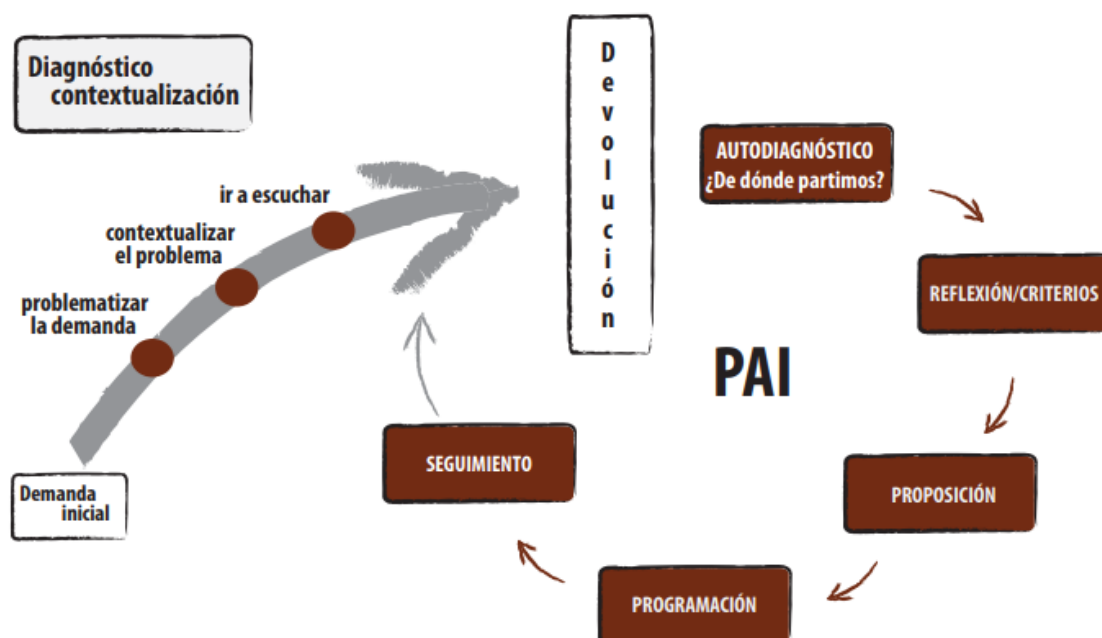 Diagnóstico
contextualización
ir a escuchar
contextualizar
el problema
problematizar
la demanda
Demanda
inicial
Devolución
AUTODIAGNÓSTICO
¿De dónde partimos?
REFLEXIÓN/CRITERIOS
PAI
PROPOSICIÓN
PROGRAMACIÓN
SEGUIMIENTO